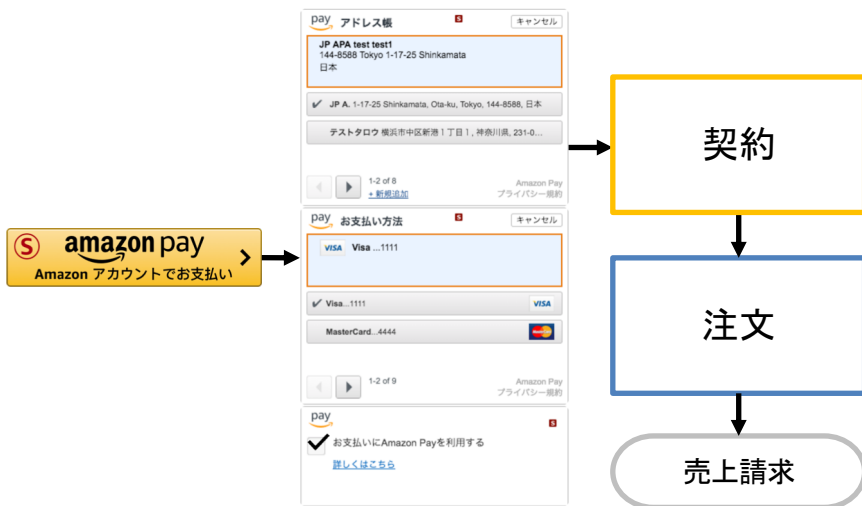 S amazon pay
Amazon アカウントでお支払い
pay アドレス帳 S キャンセル
JP APA test test1
144-8588 Tokyo 1-17-25 Shinkamata
日本
JP A. 1-17-25 Shinkamata, Ota-ku, Tokyo, 144-8588, 日本
テストタロウ 横浜市中区新港1丁目1, 神奈川県, 231-0...
1-2 of 8
+ 新規追加
Amazon Pay
プライバシー規約
pay お支払い方法 S キャンセル
VISA Visa ...1111
Visa...1111 VISA
MasterCard...4444 MasterCard
1-2 of 9
Amazon Pay
プライバシー規約
pay S
お支払いにAmazon Payを利用する
詳しくはこちら
契約
注文
売上請求